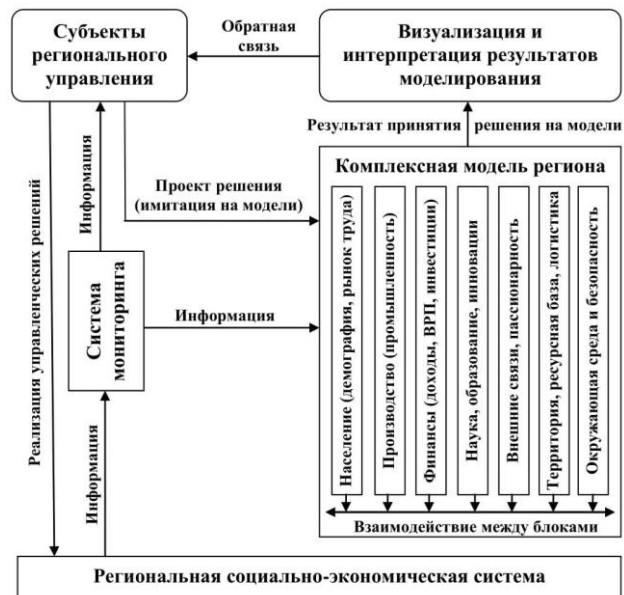 Субъекты
регионального
управления
Обратная
связь
Визуализация и
интерпретация результатов
моделирования
Результат принятия решения на модели
Реализация управленческих решений
Информация
Проект решения
(имитация на модели)
Система
мониторинга
Информация
Информация
Комплексная модель региона
Население (демография, рынок труда)
Производство (промышленность)
Финансы (доходы, ВРП, инвестиции)
Наука, образование, инновации
Внешние связи, пассионарность
Территория, ресурсная база, логистика
Окружающая среда и безопасность
Взаимодействие между блоками
Региональная социально-экономическая система